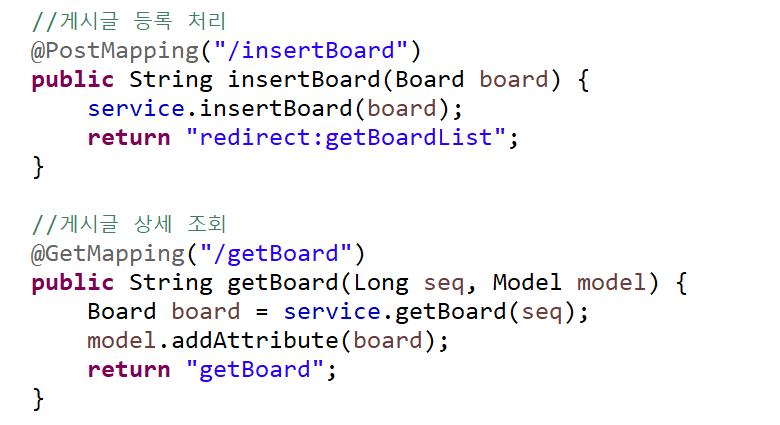 //게시글 등록 처리
@PostMapping("/insertBoard")
public String insertBoard(Board board) {
    service.insertBoard(board);
    return "redirect:getBoardList";
}
//게시글 상세 조회
@GetMapping("/getBoard")
public String getBoard(Long seq, Model model) {
    Board board = service.getBoard(seq);
    model.addAttribute(board);
    return "getBoard";
}